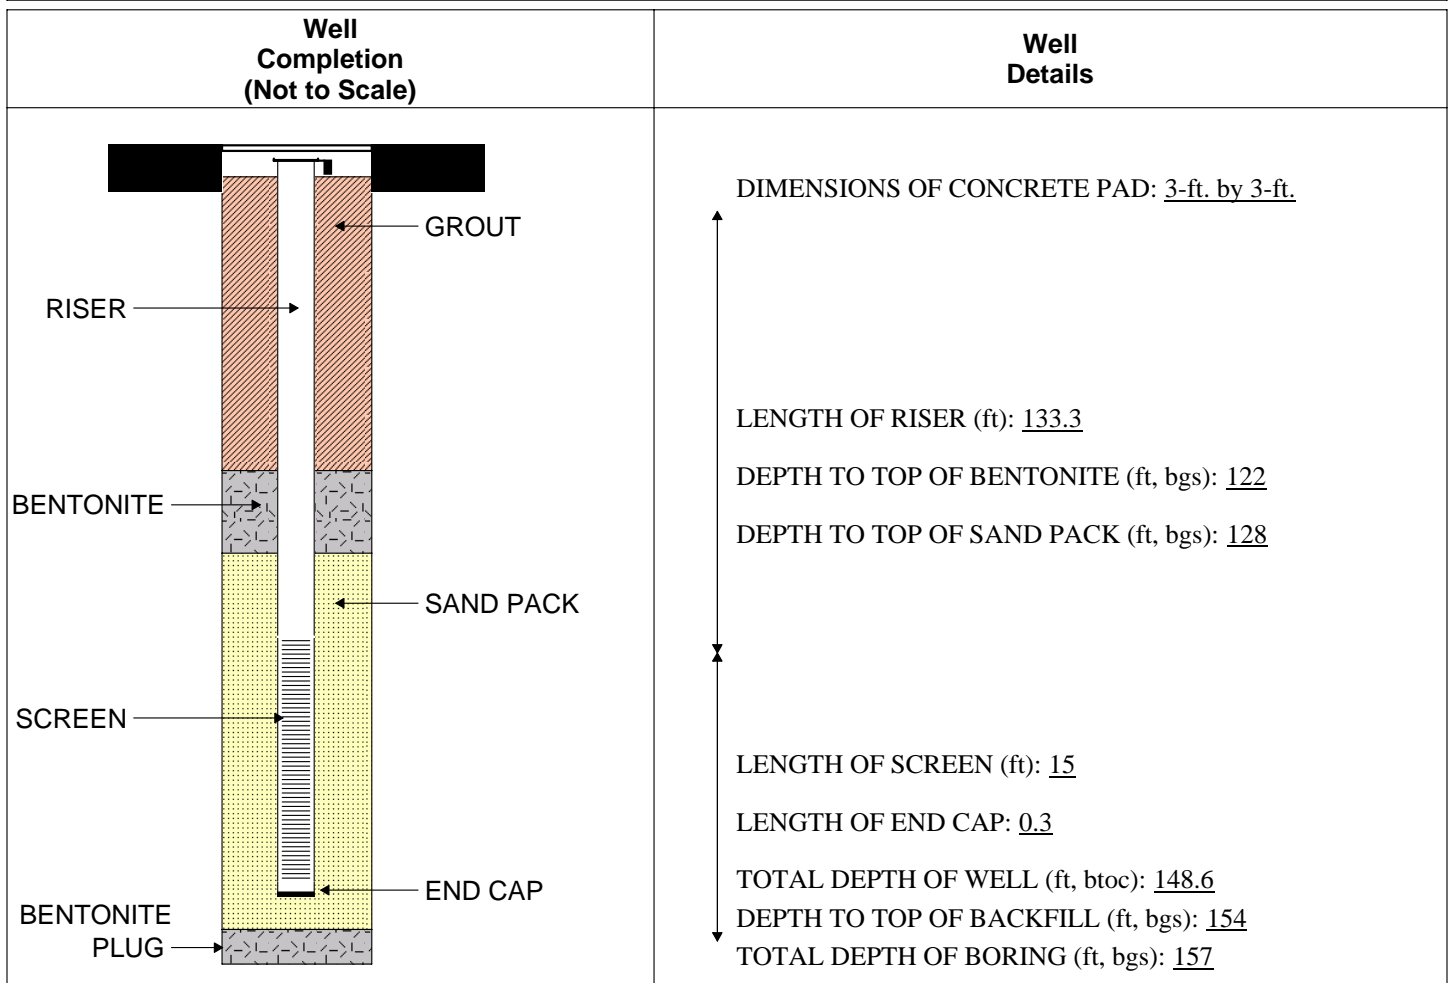 Well
Completion
(Not to Scale)
Well
Details
DIMENSIONS OF CONCRETE PAD: 3-ft. by 3-ft.
GROUT
RISER
LENGTH OF RISER (ft): 133.3
DEPTH TO TOP OF BENTONITE (ft, bgs): 122
BENTONITE
DEPTH TO TOP OF SAND PACK (ft, bgs): 128
SAND PACK
SCREEN
LENGTH OF SCREEN (ft): 15
LENGTH OF END CAP: 0.3
END CAP
TOTAL DEPTH OF WELL (ft, btoc): 148.6
BENTONITE
PLUG
DEPTH TO TOP OF BACKFILL (ft, bgs): 154
TOTAL DEPTH OF BORING (ft, bgs): 157